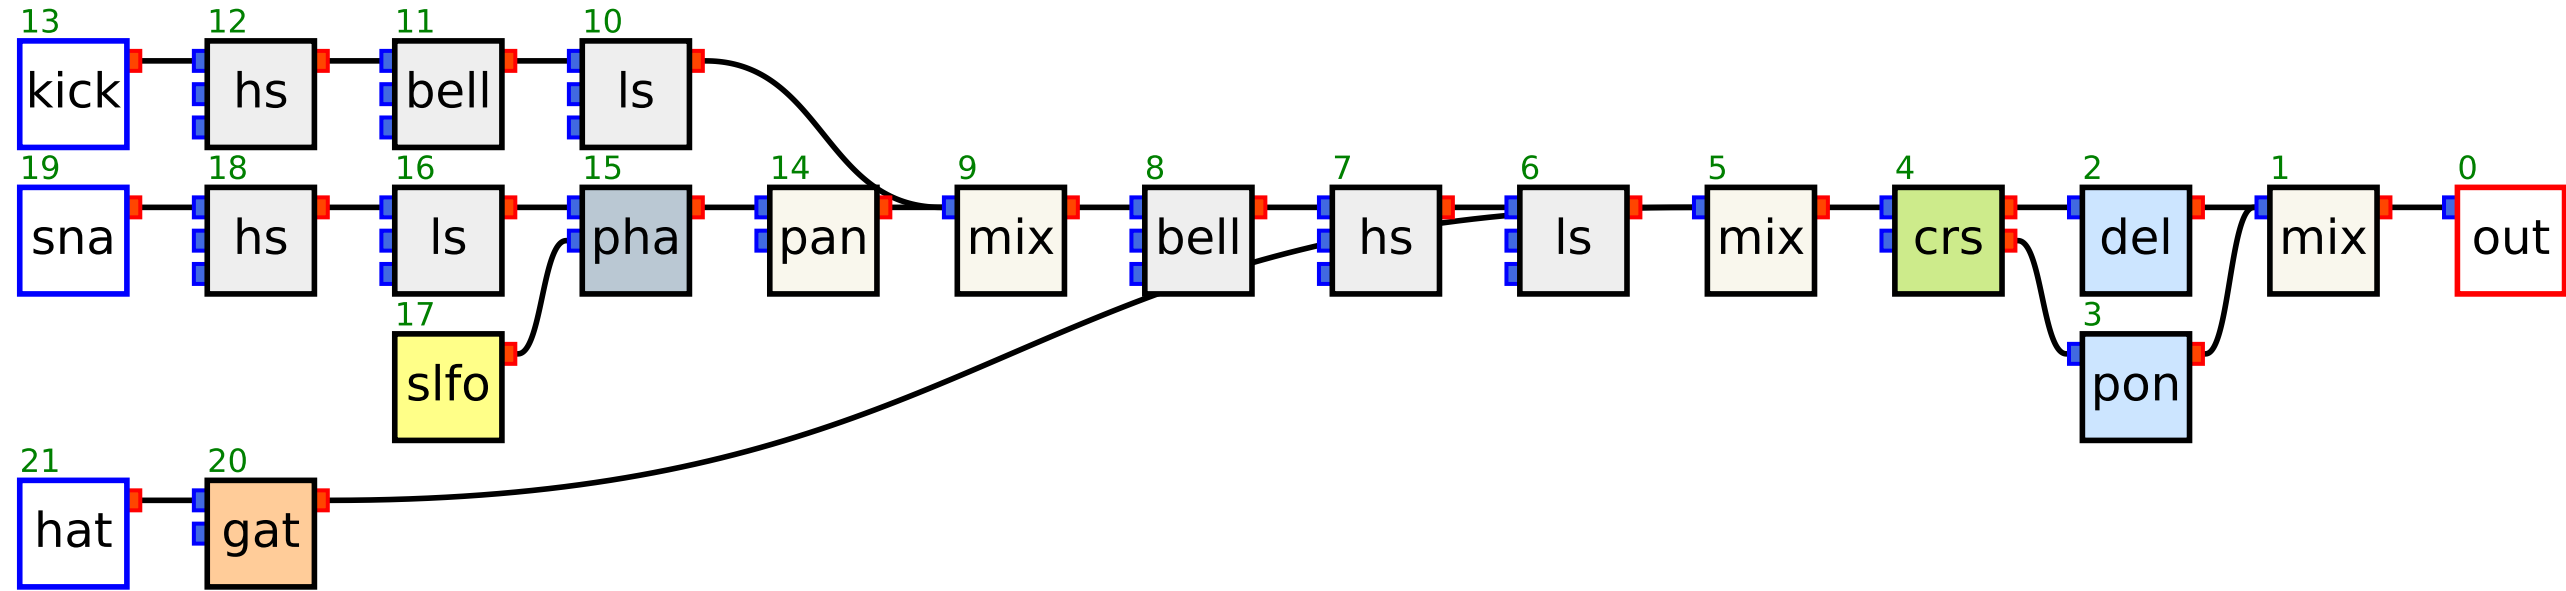 13 12 11 10
kick hs bell ls
19 18 16 15 14 9 8 7 6 5 4 2 1 0
sna hs ls pha pan mix bell hs ls mix crs del mix out
17 3
slfo pon
21 20
hat gat